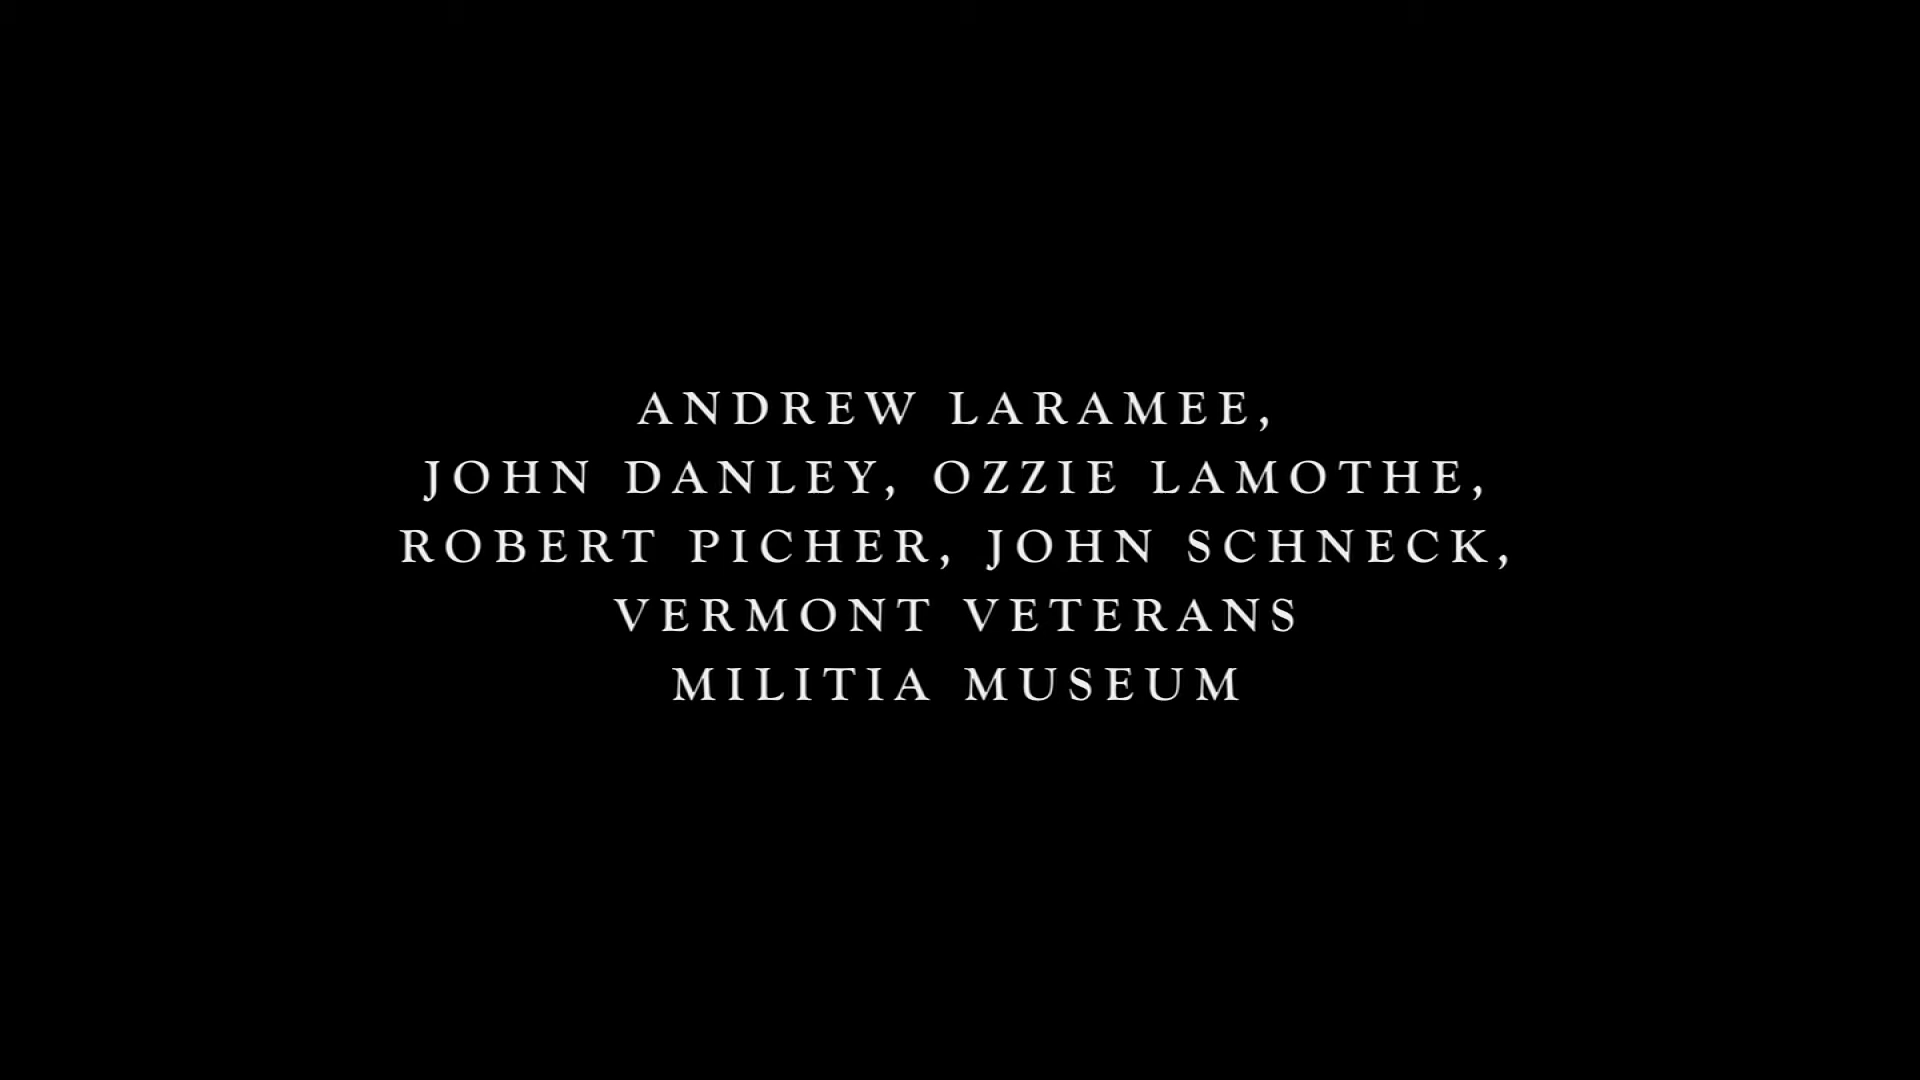 ANDREW LARAMEE,
JOHN DANLEY, OZZIE LAMOTHE,
ROBERT PICHER, JOHN SCHNECK,
VERMONT VETERANS
MILITIA MUSEUM